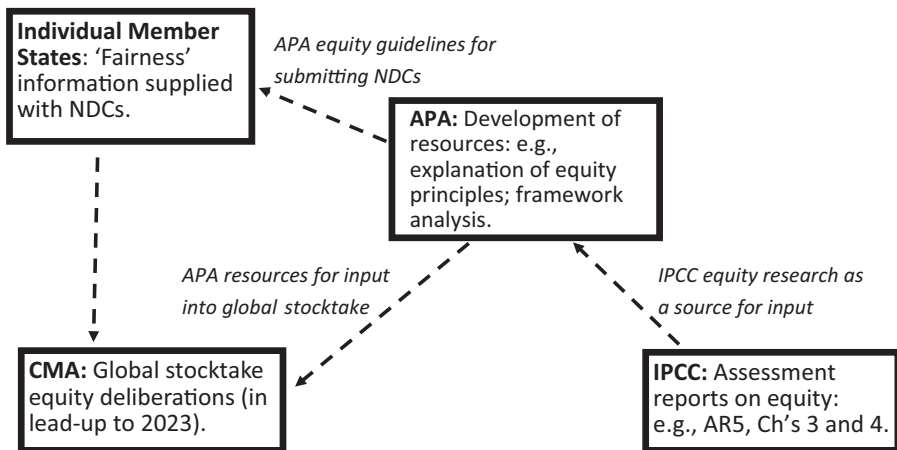 Individual Member
States: ‘Fairness’
information supplied
with NDCs.
APA equity guidelines for
submitting NDCs
APA: Development of
resources: e.g.,
explanation of equity
principles; framework
analysis.
APA resources for input
into global stocktake
IPCC equity research as
a source for input
CMA: Global stocktake
equity deliberations (in
lead-up to 2023).
IPCC: Assessment
reports on equity:
e.g., AR5, Ch’s 3 and 4.